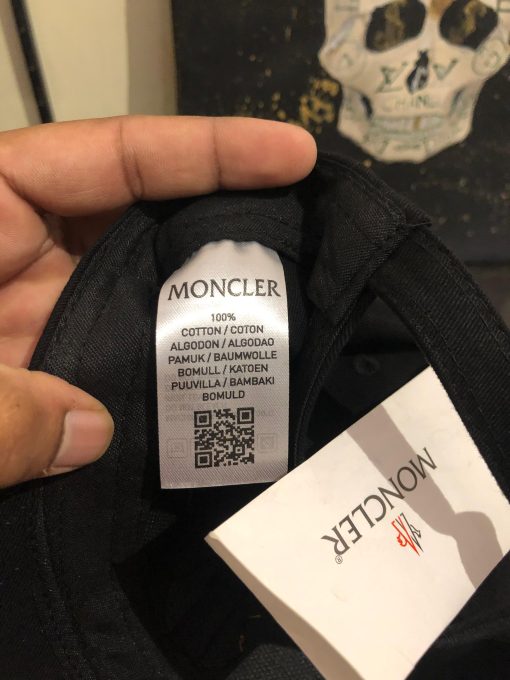 MONCLER
100%
COTTON / COTON
ALGODON / ALGODAO
PAMUK / BAUMWOLLE
BOMULL / KATOEN
PUUVILLA / BAMBAKI
BOMULD
MONCLER
®